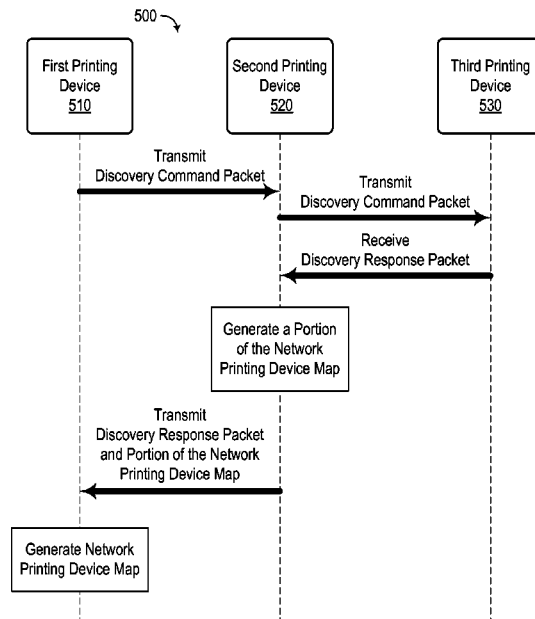 500
First Printing
Device
510
Second Printing
Device
520
Third Printing
Device
530
Transmit
Discovery Command Packet
Transmit
Discovery Command Packet
Receive
Discovery Response Packet
Generate a Portion
of the Network
Printing Device Map
Transmit
Discovery Response Packet
and Portion of the Network
Printing Device Map
Generate Network
Printing Device Map